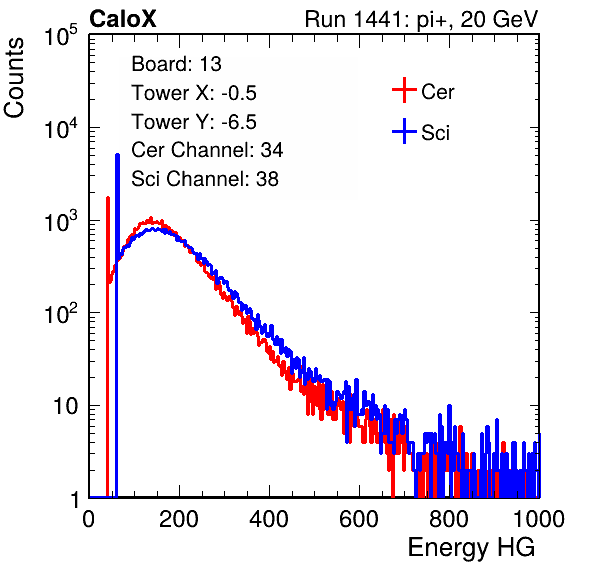 CaloX Run 1441: pi+, 20 GeV
Counts
Board: 13
Tower X: -0.5
Tower Y: -6.5
Cer Channel: 34
Sci Channel: 38
Cer
Sci
10^5
10^4
10^3
10^2
10
1
0 200 400 600 800 1000
Energy HG